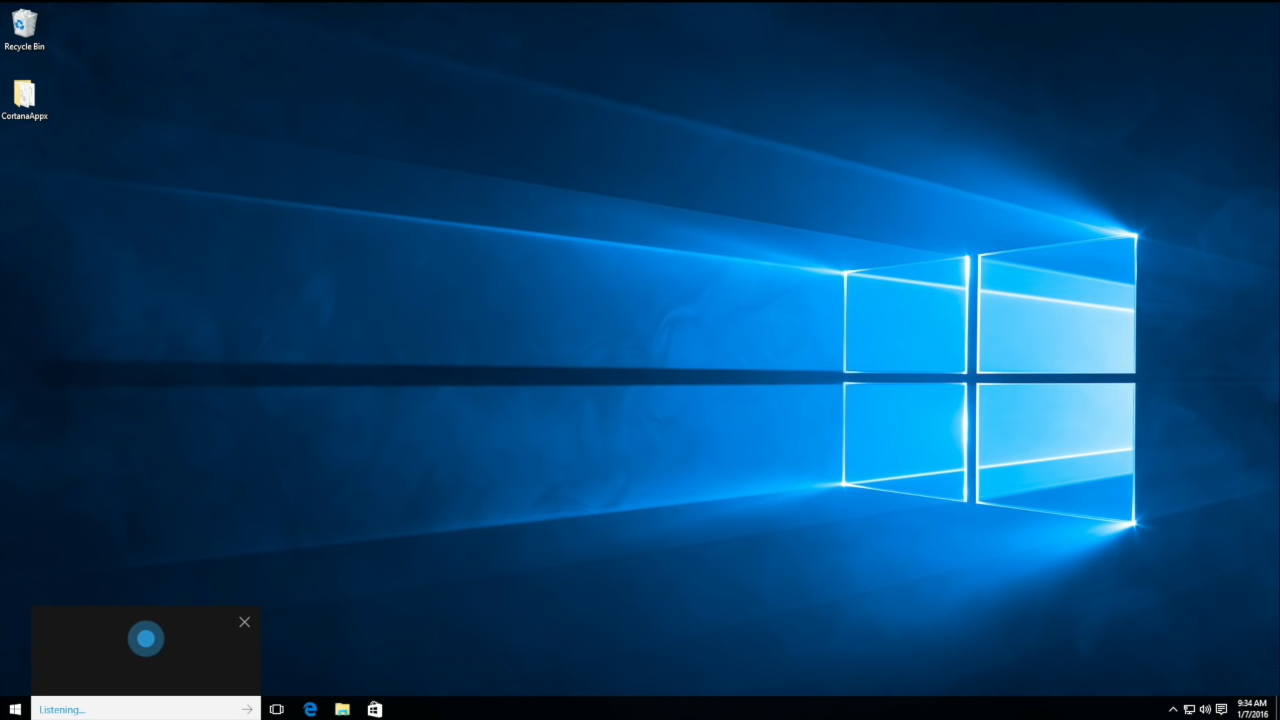 Recycle Bin
CortanaAppx
Listening...
9:34 AM
1/7/2016